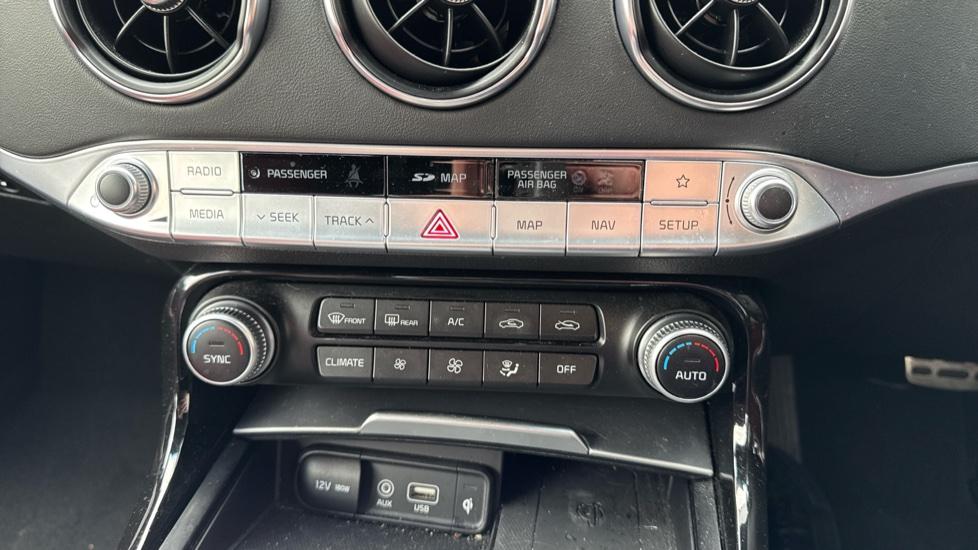 RADIO PASSENGER SD MAP PASSENGER AIR BAG
MEDIA SEEK TRACK MAP NAV SETUP
FRONT REAR A/C
SYNC CLIMATE OFF AUTO
12V 180W AUX USB